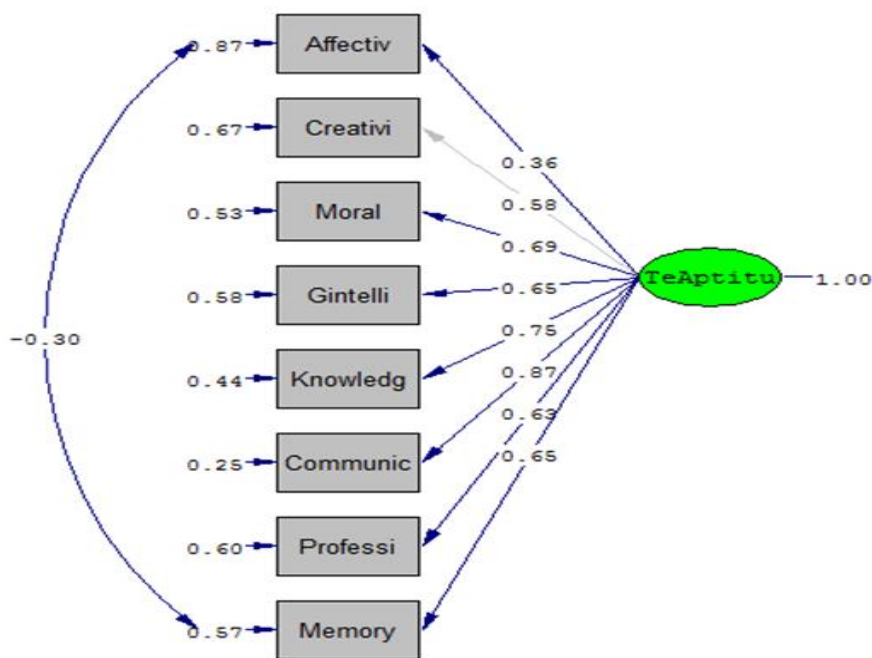 0.87 Affectiv
0.67 Creativi
0.36
0.58
0.53 Moral
0.69
TeAptitu 1.00
0.58 Gintelli
0.65
0.75
-0.30
0.44 Knowledg
0.87
0.63
0.25 Communic
0.65
0.60 Professi
0.57 Memory